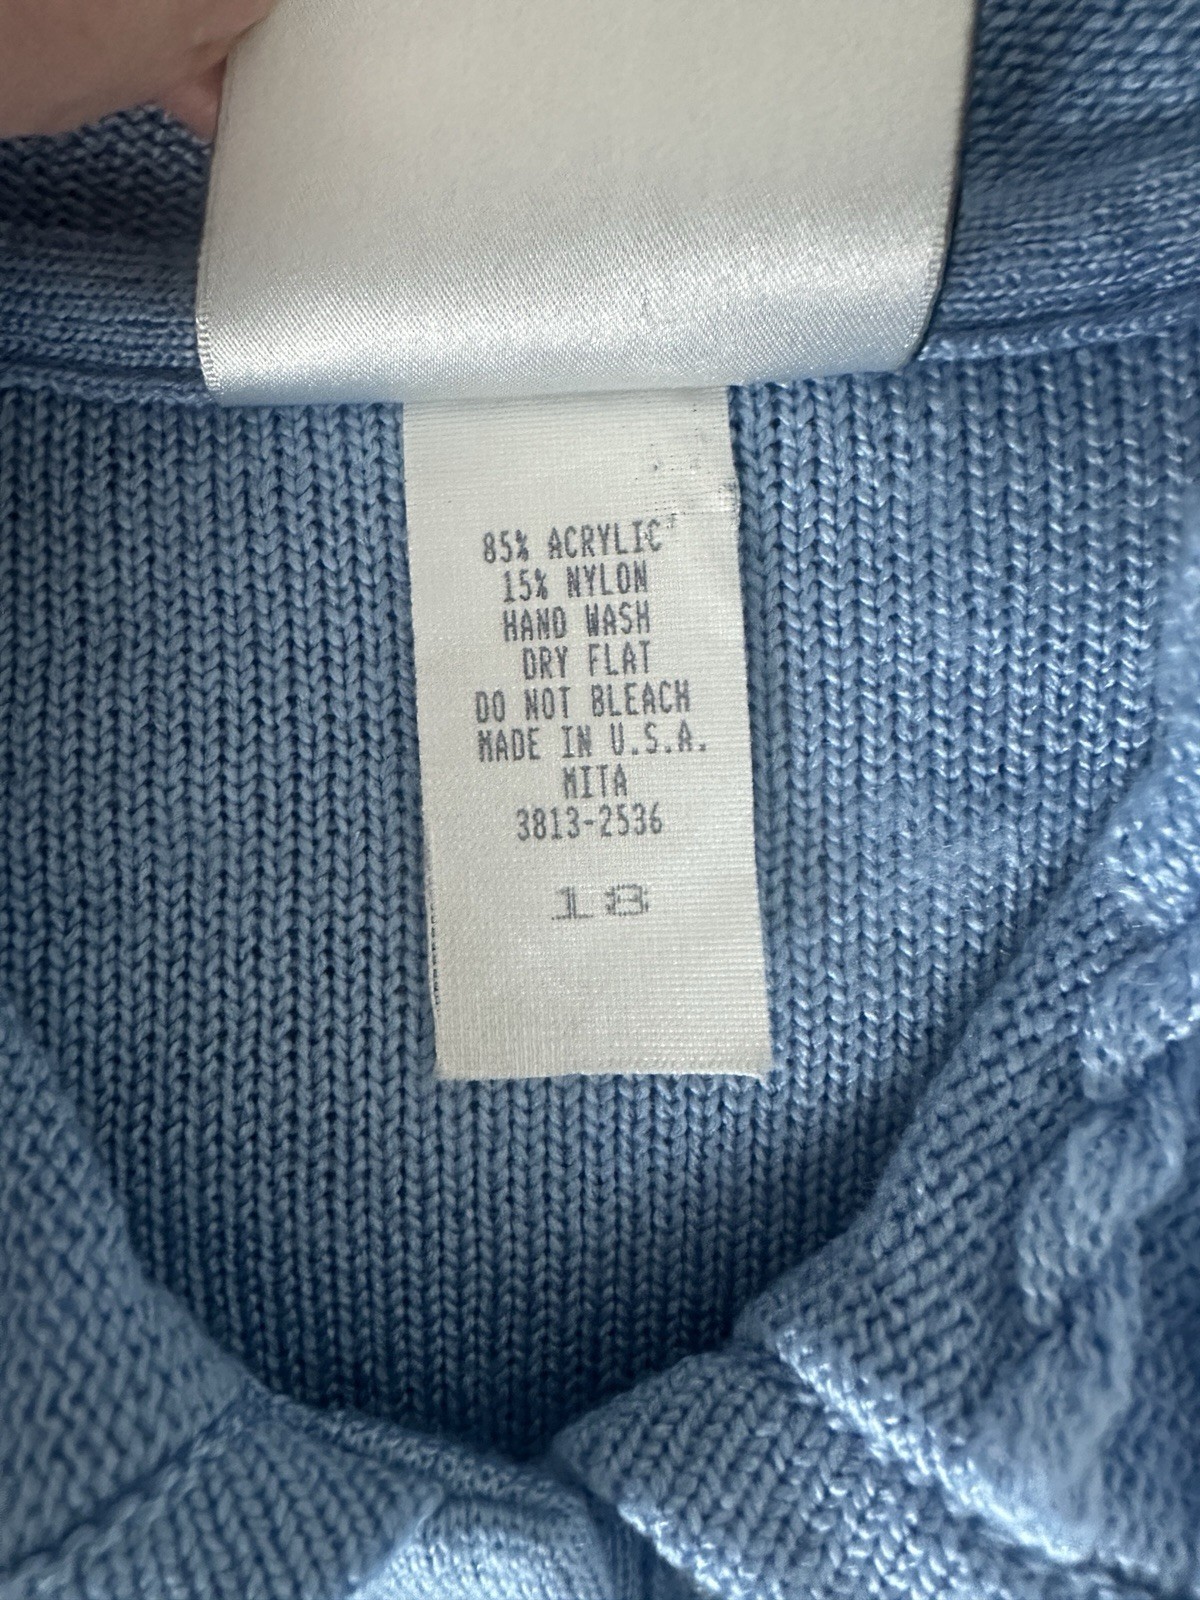 85% ACRYLIC
15% NYLON
HAND WASH
DRY FLAT
DO NOT BLEACH
MADE IN U.S.A.
MITA
3813-2536
18